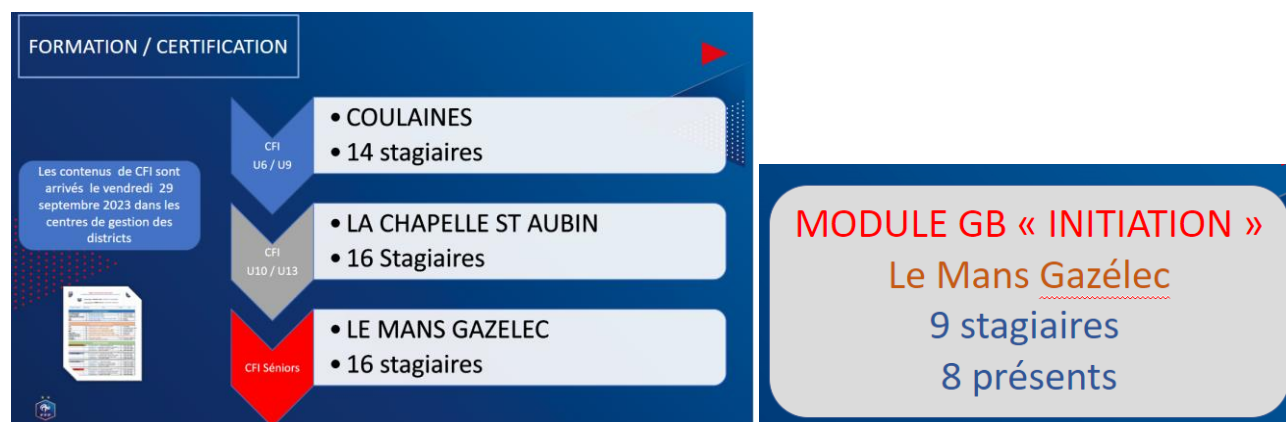 FORMATION / CERTIFICATION
CFI
U6 / U9
• COULAINES
• 14 stagiaires
Les contenus de CFI sont
arrivés le vendredi 29
septembre 2023 dans les
centres de gestion des
districts
CFI
U10 / U13
• LA CHAPELLE ST AUBIN
• 16 Stagiaires
CFI Séniors
• LE MANS GAZELEC
• 16 stagiaires
MODULE GB « INITIATION »
Le Mans Gazélec
9 stagiaires
8 présents